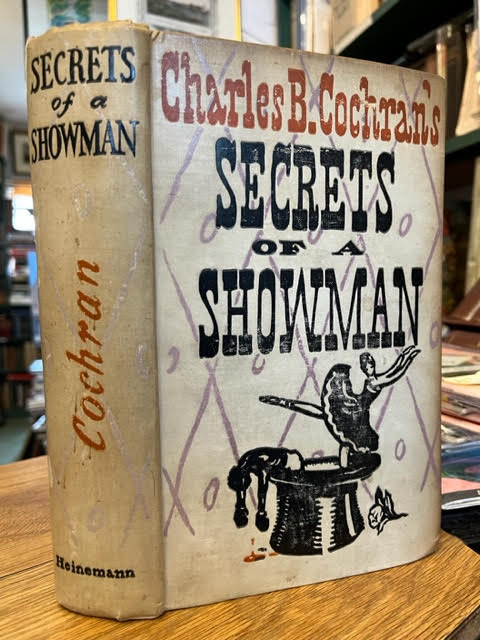 SECRETS
of a
SHOWMAN
Cochran
Heinemann
Charles B. Cochran's
SECRETS
OF A
SHOWMAN